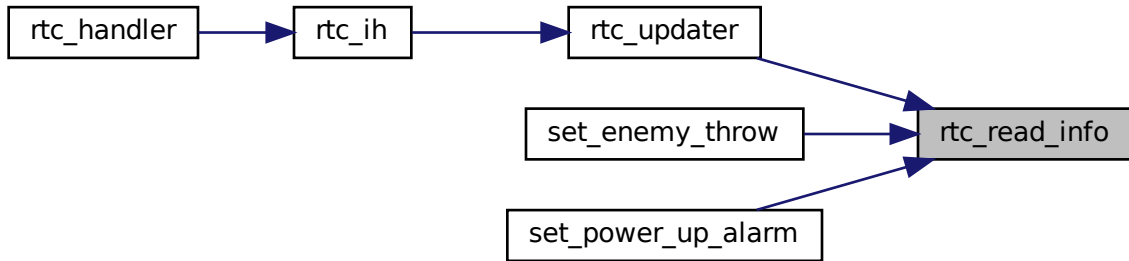 rtc_handler
rtc_ih
rtc_updater
set_enemy_throw
rtc_read_info
set_power_up_alarm